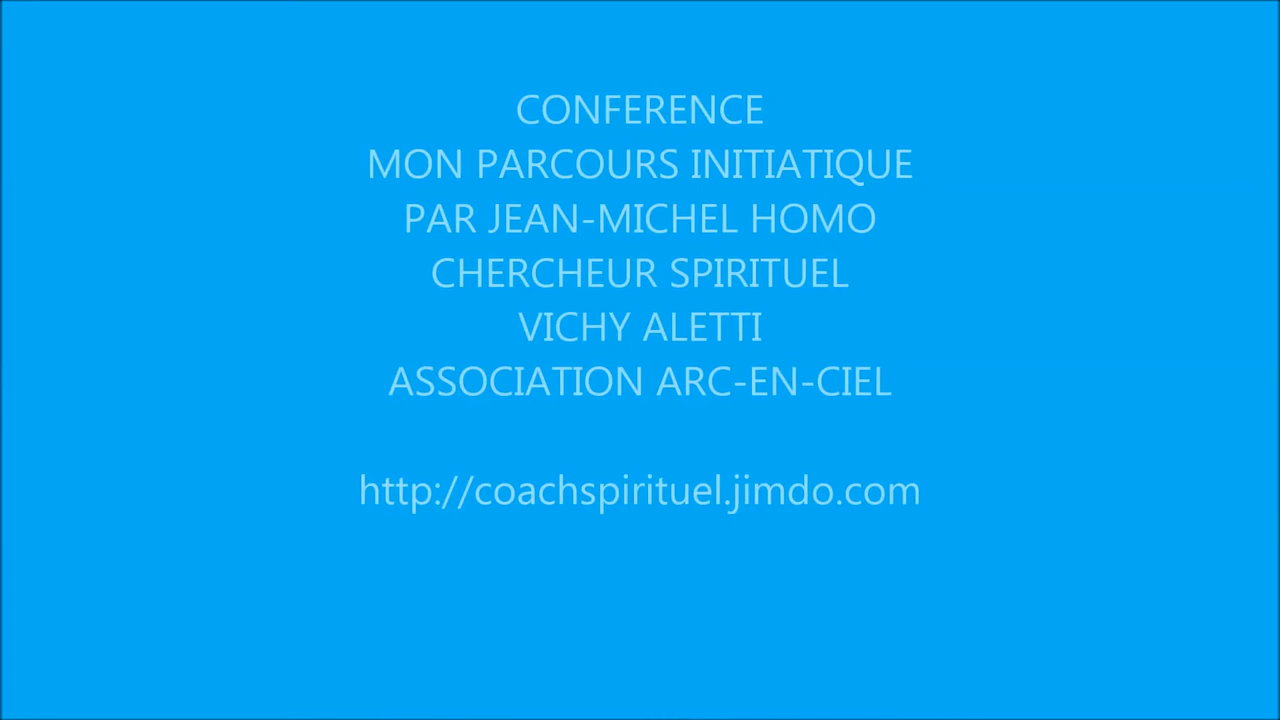 CONFERENCE
MON PARCOURS INITIATIQUE
PAR JEAN-MICHEL HOMO
CHERCHEUR SPIRITUEL
VICHY ALETTI
ASSOCIATION ARC-EN-CIEL
http://coachspirituel.jimdo.com